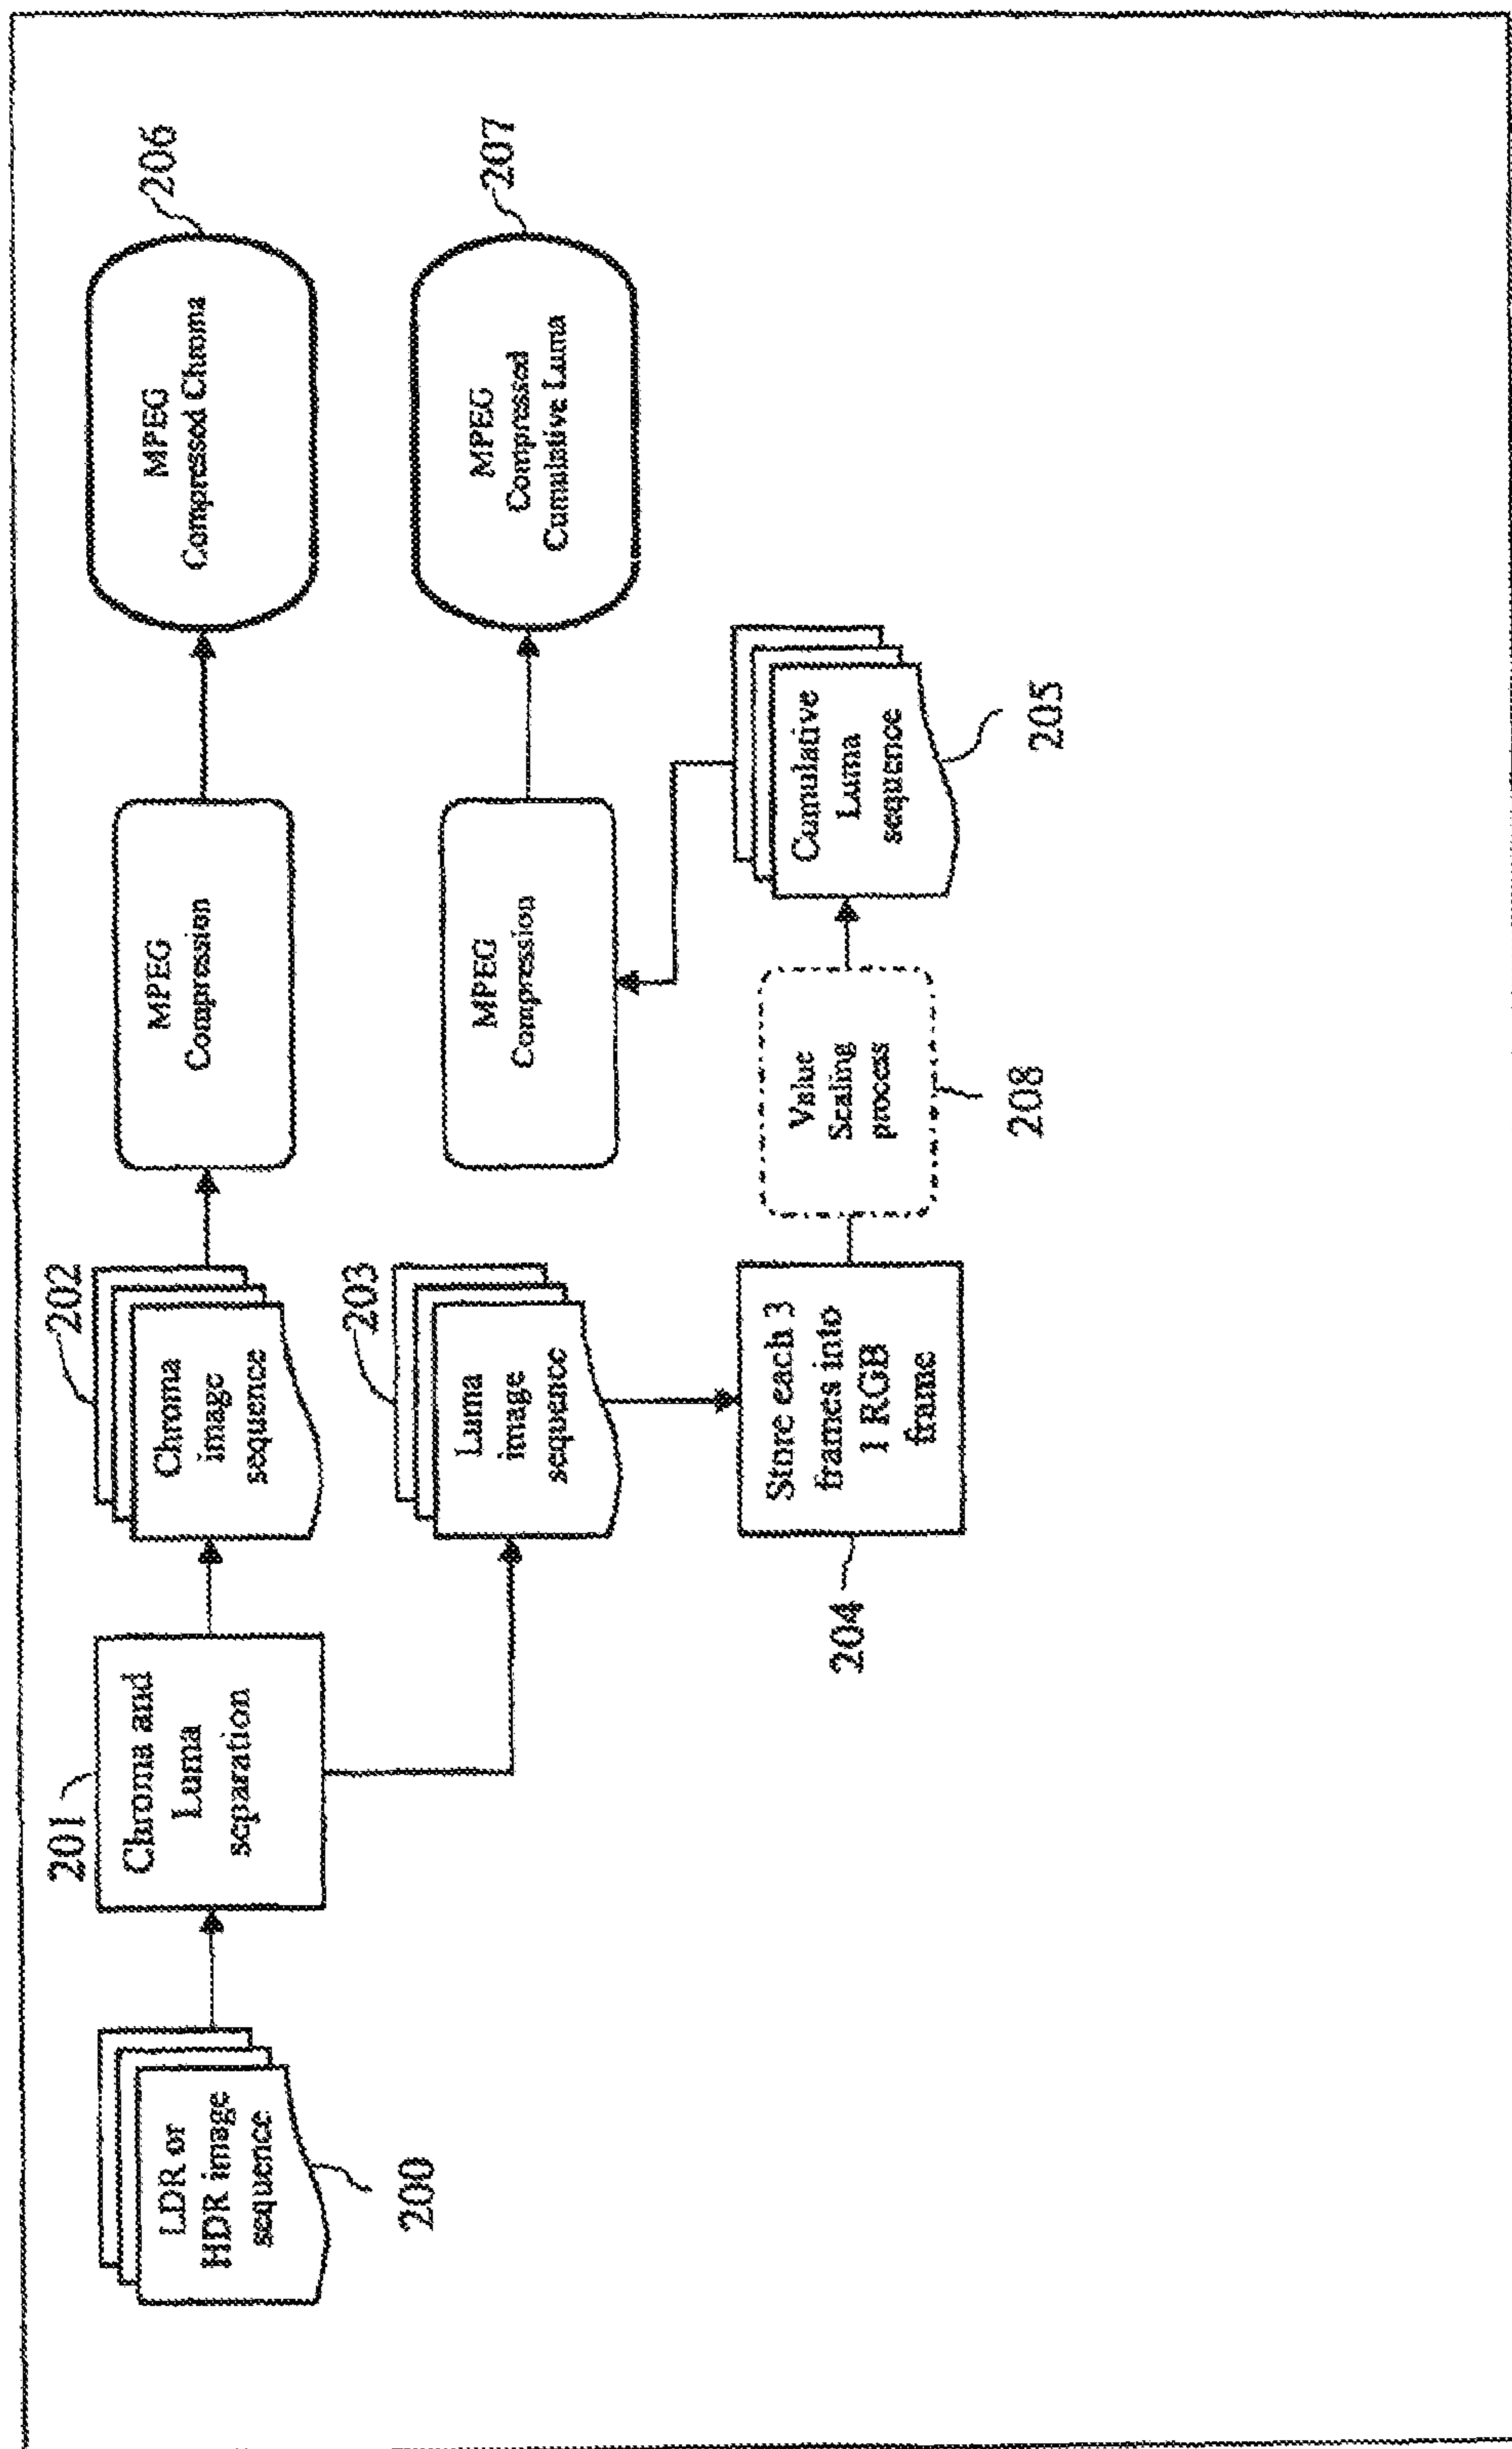 LDR or
HDR image
sequence
200
201
Chroma and
Luma
separation
202
Chroma
image
sequence
MPEG
Compression
MPEG
Compressed Chroma
206
203
Luma
image
sequence
204
Store each 3
frames into
1 RGB
frame
Value
Scaling
process
208
Cumulative
Luma
sequence
205
MPEG
Compression
MPEG
Compressed
Cumulative Luma
207